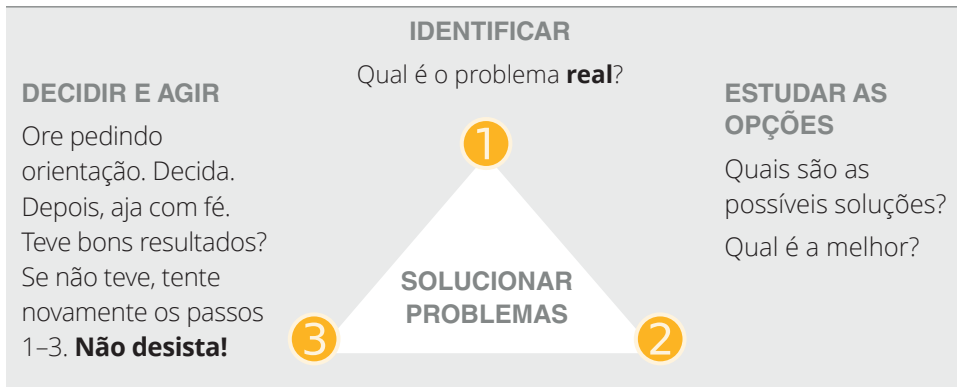 IDENTIFICAR
Qual é o problema real?
1
ESTUDAR AS
OPÇÕES
Quais são as
possíveis soluções?
Qual é a melhor?
2
DECIDIR E AGIR
Ore pedindo
orientação. Decida.
Depois, aja com fé.
Teve bons resultados?
Se não teve, tente
novamente os passos
1–3. Não desista!
3
SOLUCIONAR
PROBLEMAS